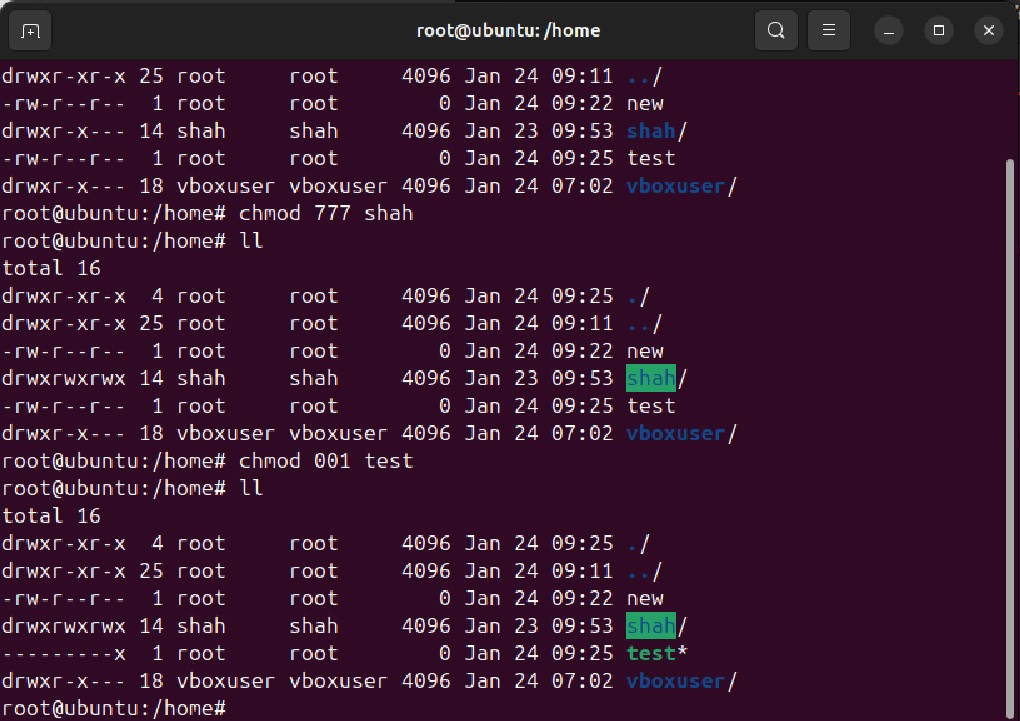 root@ubuntu: /home
drwxr-xr-x 25 root     root     4096 Jan 24 09:11 ../
-rw-r--r--  1 root     root        0 Jan 24 09:22 new
drwxr-x--- 14 shah     shah     4096 Jan 23 09:53 shah/
-rw-r--r--  1 root     root        0 Jan 24 09:25 test
drwxr-x--- 18 vboxuser vboxuser 4096 Jan 24 07:02 vboxuser/
root@ubuntu:/home# chmod 777 shah
root@ubuntu:/home# ll
total 16
drwxr-xr-x  4 root     root     4096 Jan 24 09:25 ./
drwxr-xr-x 25 root     root     4096 Jan 24 09:11 ../
-rw-r--r--  1 root     root        0 Jan 24 09:22 new
drwxrwxrwx 14 shah     shah     4096 Jan 23 09:53 shah/
-rw-r--r--  1 root     root        0 Jan 24 09:25 test
drwxr-x--- 18 vboxuser vboxuser 4096 Jan 24 07:02 vboxuser/
root@ubuntu:/home# chmod 001 test
root@ubuntu:/home# ll
total 16
drwxr-xr-x  4 root     root     4096 Jan 24 09:25 ./
drwxr-xr-x 25 root     root     4096 Jan 24 09:11 ../
-rw-r--r--  1 root     root        0 Jan 24 09:22 new
drwxrwxrwx 14 shah     shah     4096 Jan 23 09:53 shah/
---------x  1 root     root        0 Jan 24 09:25 test*
drwxr-x--- 18 vboxuser vboxuser 4096 Jan 24 07:02 vboxuser/
root@ubuntu:/home#